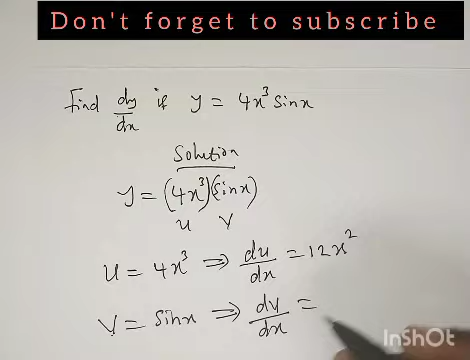 Don't forget to subscribe
Find dy/dx if y = 4x³ sinx
Solution
y = (4x³)(sinx)
u v
u = 4x³ ⇒ du/dx = 12x²
v = sinx ⇒ dv/dx =
InShot